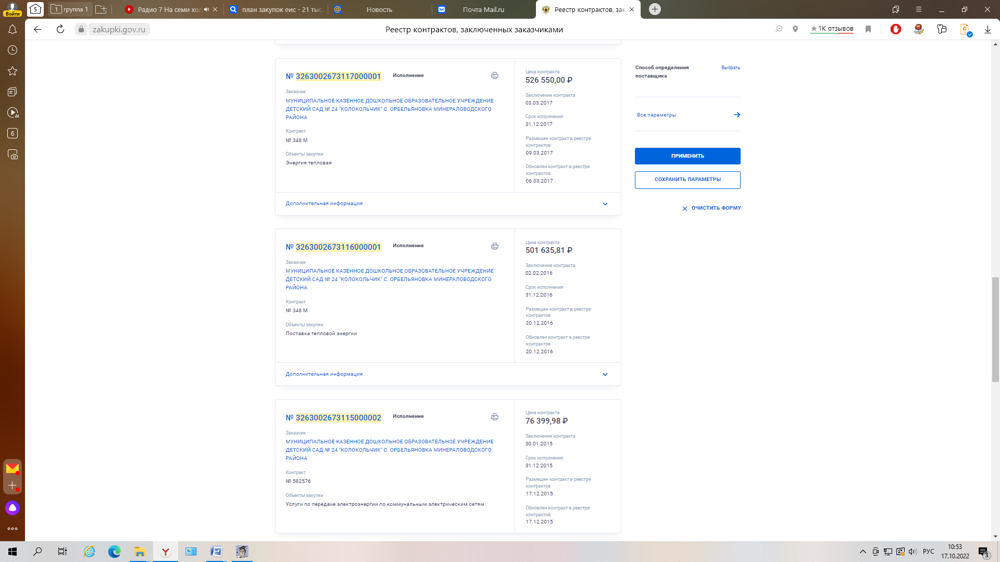 Войти
5
1 группа 1
Радио 7 На семи хол
план закупок еис - 21 тыс
Новость
Почта Mail.ru
Реестр контрактов, зак
zakupki.gov.ru
Реестр контрактов, заключенных заказчиками
★ 1К отзывов
6
№ 3263002673117000001
Исполнение
Заказчик
МУНИЦИПАЛЬНОЕ КАЗЕННОЕ ДОШКОЛЬНОЕ ОБРАЗОВАТЕЛЬНОЕ УЧРЕЖДЕНИЕ
ДЕТСКИЙ САД № 24 "КОЛОКОЛЬЧИК" С. ОРБЕЛЬЯНОВКА МИНЕРАЛОВОДСКОГО
РАЙОНА
Контракт
№ 348 М
Объекты закупки
Энергия тепловая
Цена контракта
526 550,00 ₽
Заключение контракта
03.03.2017
Срок исполнения
31.12.2017
Размещен контракт в реестре
контрактов
09.03.2017
Обновлен контракт в реестре
контрактов
06.03.2017
Дополнительная информация
№ 3263002673116000001
Исполнение
Заказчик
МУНИЦИПАЛЬНОЕ КАЗЕННОЕ ДОШКОЛЬНОЕ ОБРАЗОВАТЕЛЬНОЕ УЧРЕЖДЕНИЕ
ДЕТСКИЙ САД № 24 "КОЛОКОЛЬЧИК" С. ОРБЕЛЬЯНОВКА МИНЕРАЛОВОДСКОГО
РАЙОНА
Контракт
№ 348 М
Объекты закупки
Поставка тепловой энергии
Цена контракта
501 635,81 ₽
Заключение контракта
02.02.2016
Срок исполнения
31.12.2016
Размещен контракт в реестре
контрактов
20.12.2016
Обновлен контракт в реестре
контрактов
20.12.2016
Дополнительная информация
№ 3263002673115000002
Исполнение
Заказчик
МУНИЦИПАЛЬНОЕ КАЗЕННОЕ ДОШКОЛЬНОЕ ОБРАЗОВАТЕЛЬНОЕ УЧРЕЖДЕНИЕ
ДЕТСКИЙ САД № 24 "КОЛОКОЛЬЧИК" С. ОРБЕЛЬЯНОВКА МИНЕРАЛОВОДСКОГО
РАЙОНА
Контракт
№ 582576
Объекты закупки
Услуги по передаче электроэнергии по коммунальным электрическим сетям
Цена контракта
76 399,98 ₽
Заключение контракта
30.01.2015
Срок исполнения
31.12.2015
Размещен контракт в реестре
контрактов
17.12.2015
Обновлен контракт в реестре
контрактов
17.12.2015
Способ определения
поставщика
Выбрать
Все параметры
ПРИМЕНИТЬ
СОХРАНИТЬ ПАРАМЕТРЫ
ОЧИСТИТЬ ФОРМУ
РУС
10:53
17.10.2022
3